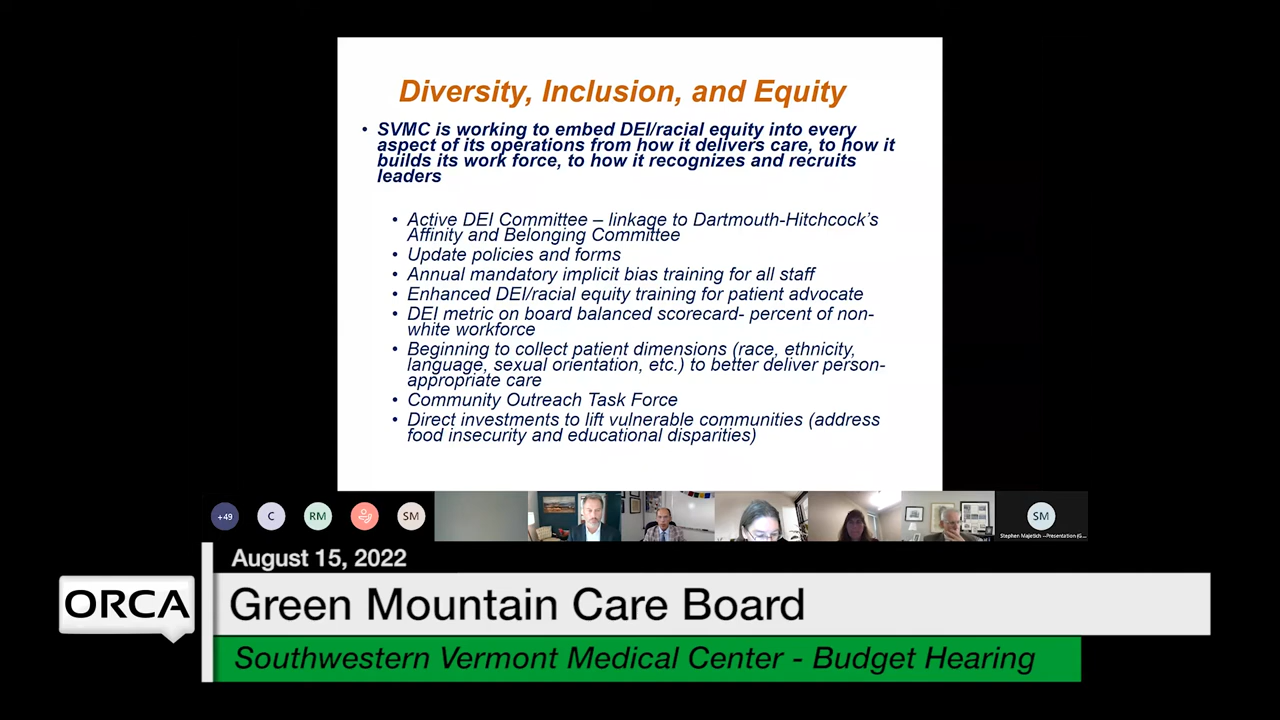 Diversity, Inclusion, and Equity
• SVMC is working to embed DEI/racial equity into every
aspect of its operations from how it delivers care, to how it
builds its work force, to how it recognizes and recruits
leaders
• Active DEI Committee – linkage to Dartmouth-Hitchcock's
Affinity and Belonging Committee
• Update policies and forms
• Annual mandatory implicit bias training for all staff
• Enhanced DEI/racial equity training for patient advocate
• DEI metric on board balanced scorecard- percent of non-
white workforce
• Beginning to collect patient dimensions (race, ethnicity,
language, sexual orientation, etc.) to better deliver person-
appropriate care
• Community Outreach Task Force
• Direct investments to lift vulnerable communities (address
food insecurity and educational disparities)
+49 C RM SM SM
Stephen Majetich --Presentation (G...
August 15, 2022
ORCA
Green Mountain Care Board
Southwestern Vermont Medical Center - Budget Hearing